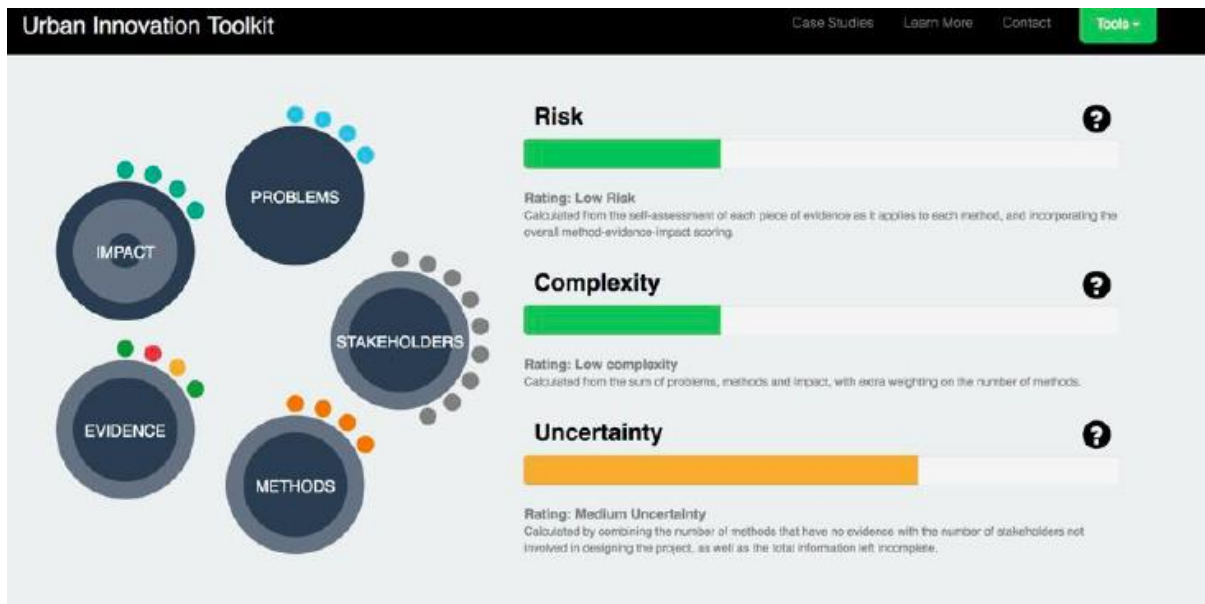 Urban Innovation Toolkit
Case Studies
Learn More
Contact
Tools
PROBLEMS
IMPACT
STAKEHOLDERS
EVIDENCE
METHODS
Risk
?
Rating: Low Risk
Calculated from the self-assessment of each piece of evidence as it applies to each method, and incorporating the
overall method-evidence-impact scoring.
Complexity
?
Rating: Low complexity
Calculated from the sum of problems, methods and impact, with extra weighting on the number of methods.
Uncertainty
?
Rating: Medium Uncertainty
Calculated by combining the number of methods that have no evidence with the number of stakeholders not
involved in designing the project, as well as the total information left incomplete.